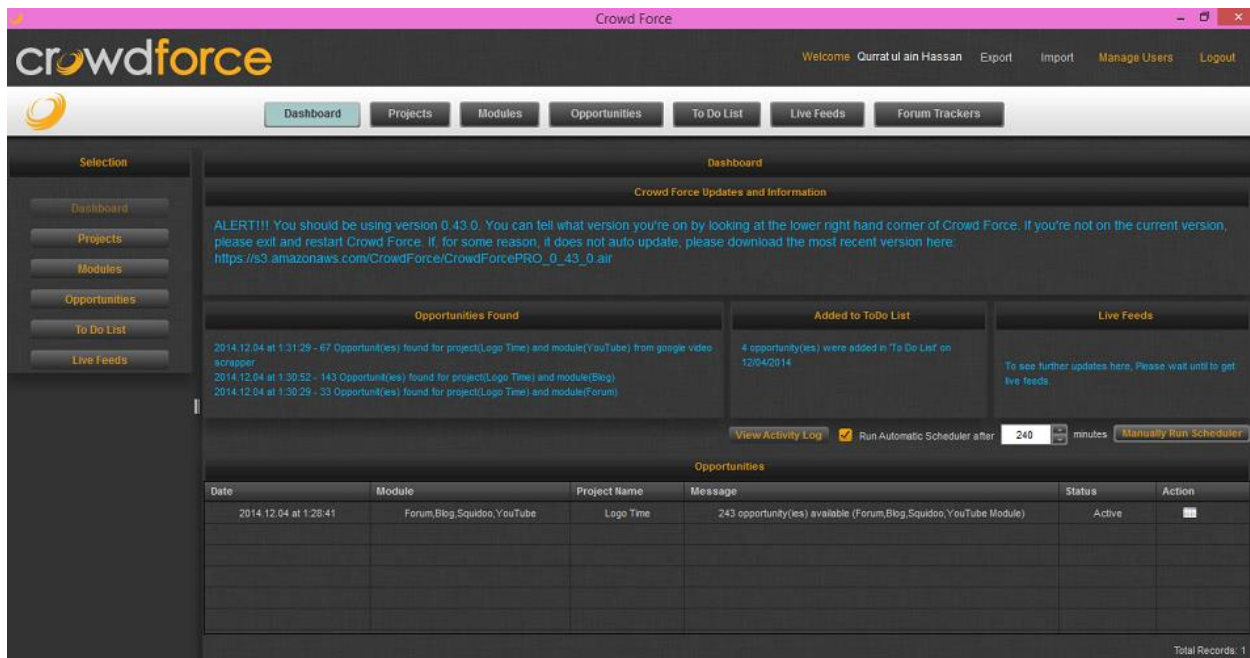 Crowd Force
crowdforce
Welcome Qurrat ul ain Hassan Export Import Manage Users Logout
Dashboard Projects Modules Opportunities To Do List Live Feeds Forum Trackers
Selection
Dashboard
Projects
Modules
Opportunities
To Do List
Live Feeds
Dashboard
Crowd Force Updates and Information
ALERT!!! You should be using version 0.43.0. You can tell what version you're on by looking at the lower right hand corner of Crowd Force. If you're not on the current version,
please exit and restart Crowd Force. If, for some reason, it does not auto update, please download the most recent version here:
https://s3.amazonaws.com/CrowdForce/CrowdForcePRO_0_43_0.air
Opportunities Found
2014.12.04 at 1:31:29 - 67 Opportunit(ies) found for project(Logo Time) and module(YouTube) from google video
scrapper
2014.12.04 at 1:30:52 - 143 Opportunit(ies) found for project(Logo Time) and module(Blog)
2014.12.04 at 1:30:29 - 33 Opportunit(ies) found for project(Logo Time) and module(Forum)
Added to ToDo List
4 opportunity(ies) were added in 'To Do List' on
12/04/2014
Live Feeds
To see further updates here, Please wait until to get
live feeds.
View Activity Log Run Automatic Scheduler after 240 minutes Manually Run Scheduler
Opportunities
Date Module Project Name Message Status Action
2014.12.04 at 1:28:41 Forum,Blog,Squidoo,YouTube Logo Time 243 opportunity(ies) available (Forum,Blog,Squidoo,YouTube Module) Active
Total Records: 1